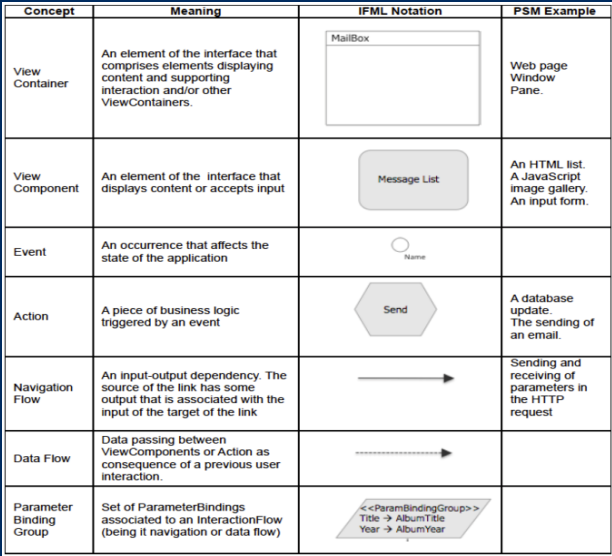 Concept Meaning IFML Notation PSM Example
View
Container
An element of the interface that
comprises elements displaying
content and supporting
interaction and/or other
ViewContainers.
MailBox
Web page
Window
Pane.
View
Component
An element of the interface that
displays content or accepts input
Message List
An HTML list.
A JavaScript
image gallery.
An input form.
Event
An occurrence that affects the
state of the application
Name
Action
A piece of business logic
triggered by an event
Send
A database
update.
The sending of
an email.
Navigation
Flow
An input-output dependency. The
source of the link has some
output that is associated with the
input of the target of the link
Sending and
receiving of
parameters in
the HTTP
request
Data Flow
Data passing between
ViewComponents or Action as
consequence of a previous user
interaction.
Parameter
Binding
Group
Set of ParameterBindings
associated to an InteractionFlow
(being it navigation or data flow)
<<ParamBindingGroup>>
Title → AlbumTitle
Year → AlbumYear